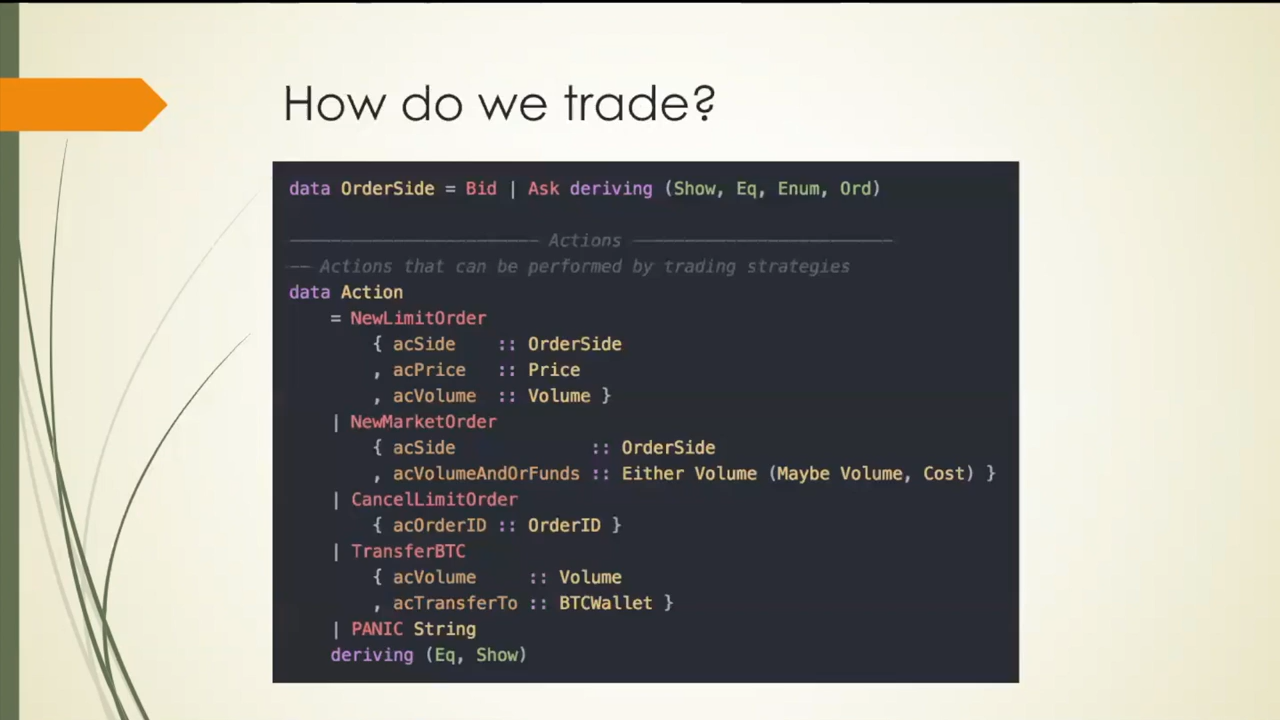 How do we trade?
data OrderSide = Bid | Ask deriving (Show, Eq, Enum, Ord)
------------------------ Actions -------------------------
-- Actions that can be performed by trading strategies
data Action
    = NewLimitOrder
        { acSide    :: OrderSide
        , acPrice   :: Price
        , acVolume  :: Volume }
    | NewMarketOrder
        { acSide             :: OrderSide
        , acVolumeAndOrFunds :: Either Volume (Maybe Volume, Cost) }
    | CancelLimitOrder
        { acOrderID :: OrderID }
    | TransferBTC
        { acVolume     :: Volume
        , acTransferTo :: BTCWallet }
    | PANIC String
    deriving (Eq, Show)